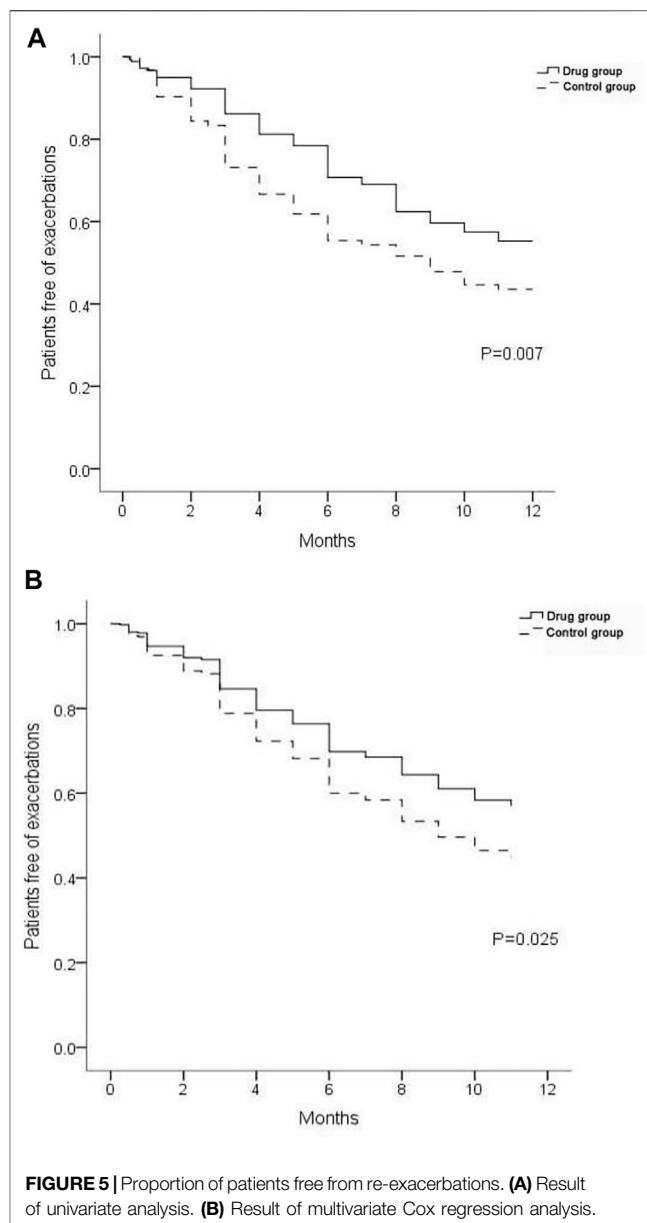 A
1.0
0.8
0.6
0.4
0.2
0.0
Patients free of exacerbations
Drug group
Control group
P=0.007
0 2 4 6 8 10 12
Months
B
1.0
0.8
0.6
0.4
0.2
0.0
Patients free of exacerbations
Drug group
Control group
P=0.025
0 2 4 6 8 10 12
Months
FIGURE 5 | Proportion of patients free from re-exacerbations. (A) Result
of univariate analysis. (B) Result of multivariate Cox regression analysis.